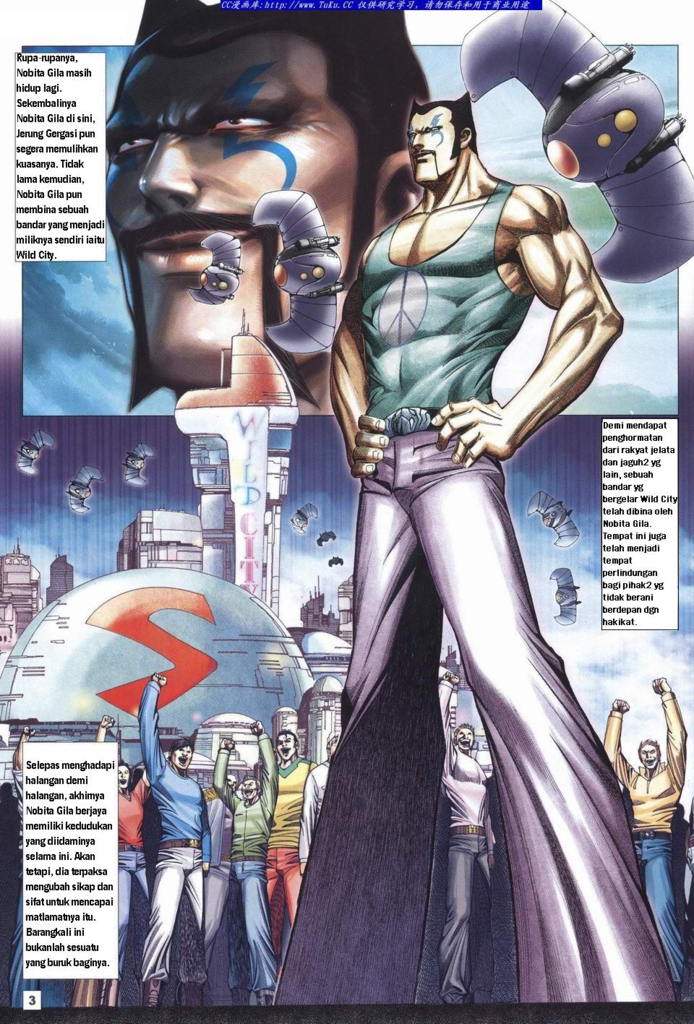 CC漫画库:http://www.TuKu.CC 仅供研究学习，请勿保存和用于商业用途
Rupa-rupanya,
Nobita Gila masih
hidup lagi.
Sekembalinya
Nobita Gila di sini,
Jerung Gergasi pun
segera memulihkan
kuasanya. Tidak
lama kemudian,
Nobita Gila pun
membina sebuah
bandar yang menjadi
miliknya sendiri iaitu
Wild City.
WILD CITY
S
Demi mendapat
penghormatan
dari rakyat jelata
dan jaguh2 yg
lain, sebuah
bandar yg
bergelar Wild City
telah dibina oleh
Nobita Gila.
Tempat ini juga
telah menjadi
tempat
perlindungan
bagi pihak2 yg
tidak berani
berdepan dgn
hakikat.
Selepas menghadapi
halangan demi
halangan, akhirnya
Nobita Gila berjaya
memiliki kedudukan
yang diidaminya
selama ini. Akan
tetapi, dia terpaksa
mengubah sikap dan
sifat untuk mencapai
matlamatnya itu.
Barangkali ini
bukanlah sesuatu
yang buruk baginya.
3